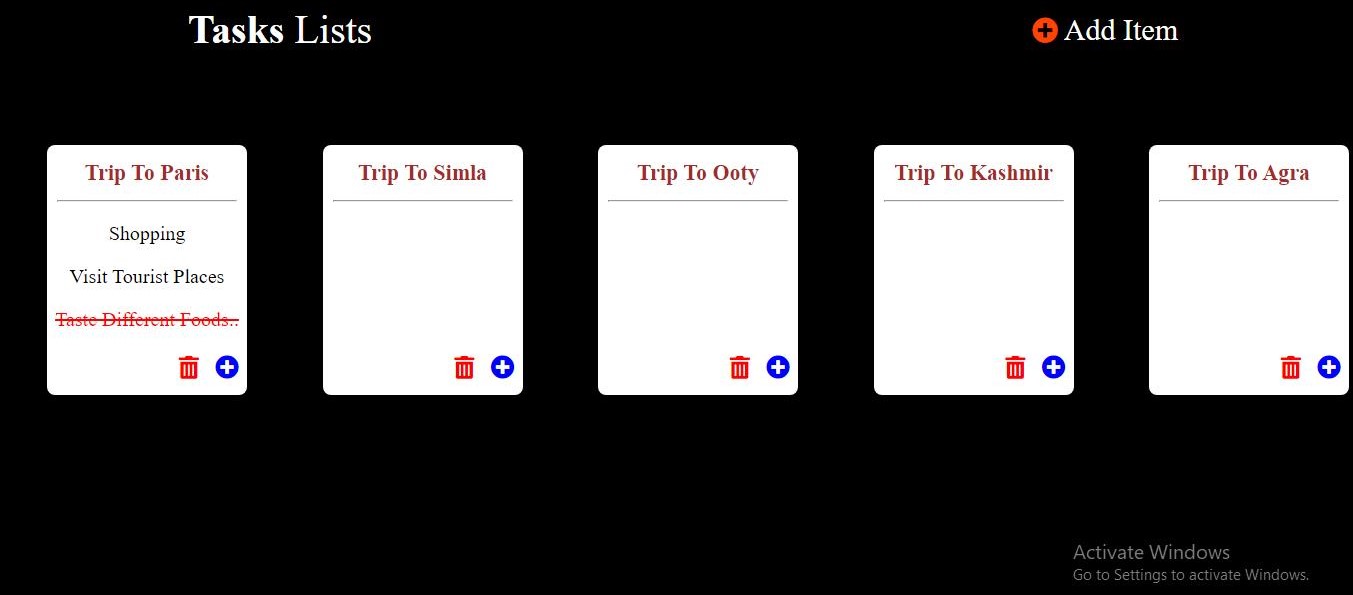 Tasks Lists
Add Item
Trip To Paris
Shopping
Visit Tourist Places
Taste Different Foods..
Trip To Simla
Trip To Ooty
Trip To Kashmir
Trip To Agra
Activate Windows
Go to Settings to activate Windows.